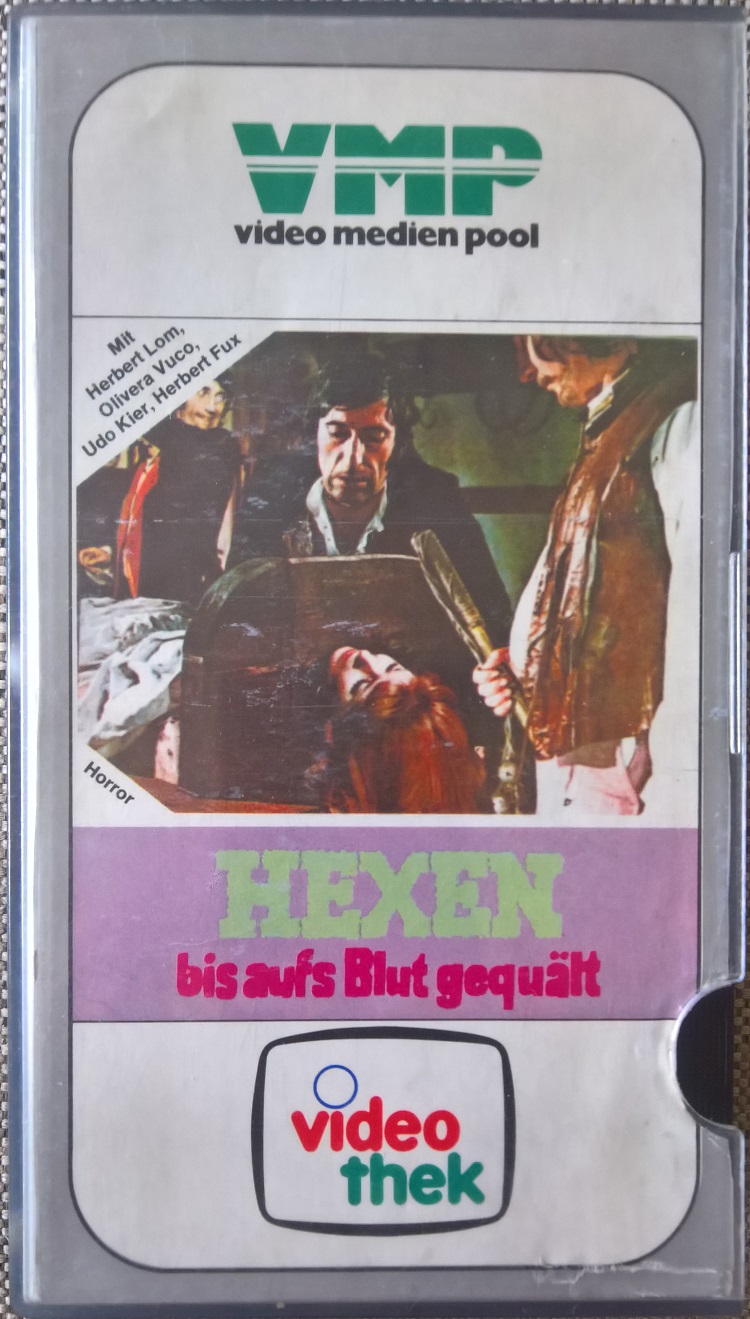 VMP
video medien pool
Mit
Herbert Lom,
Olivera Vuco,
Udo Kier, Herbert Fux
Horror
HEXEN
bis aufs Blut gequält
video
thek